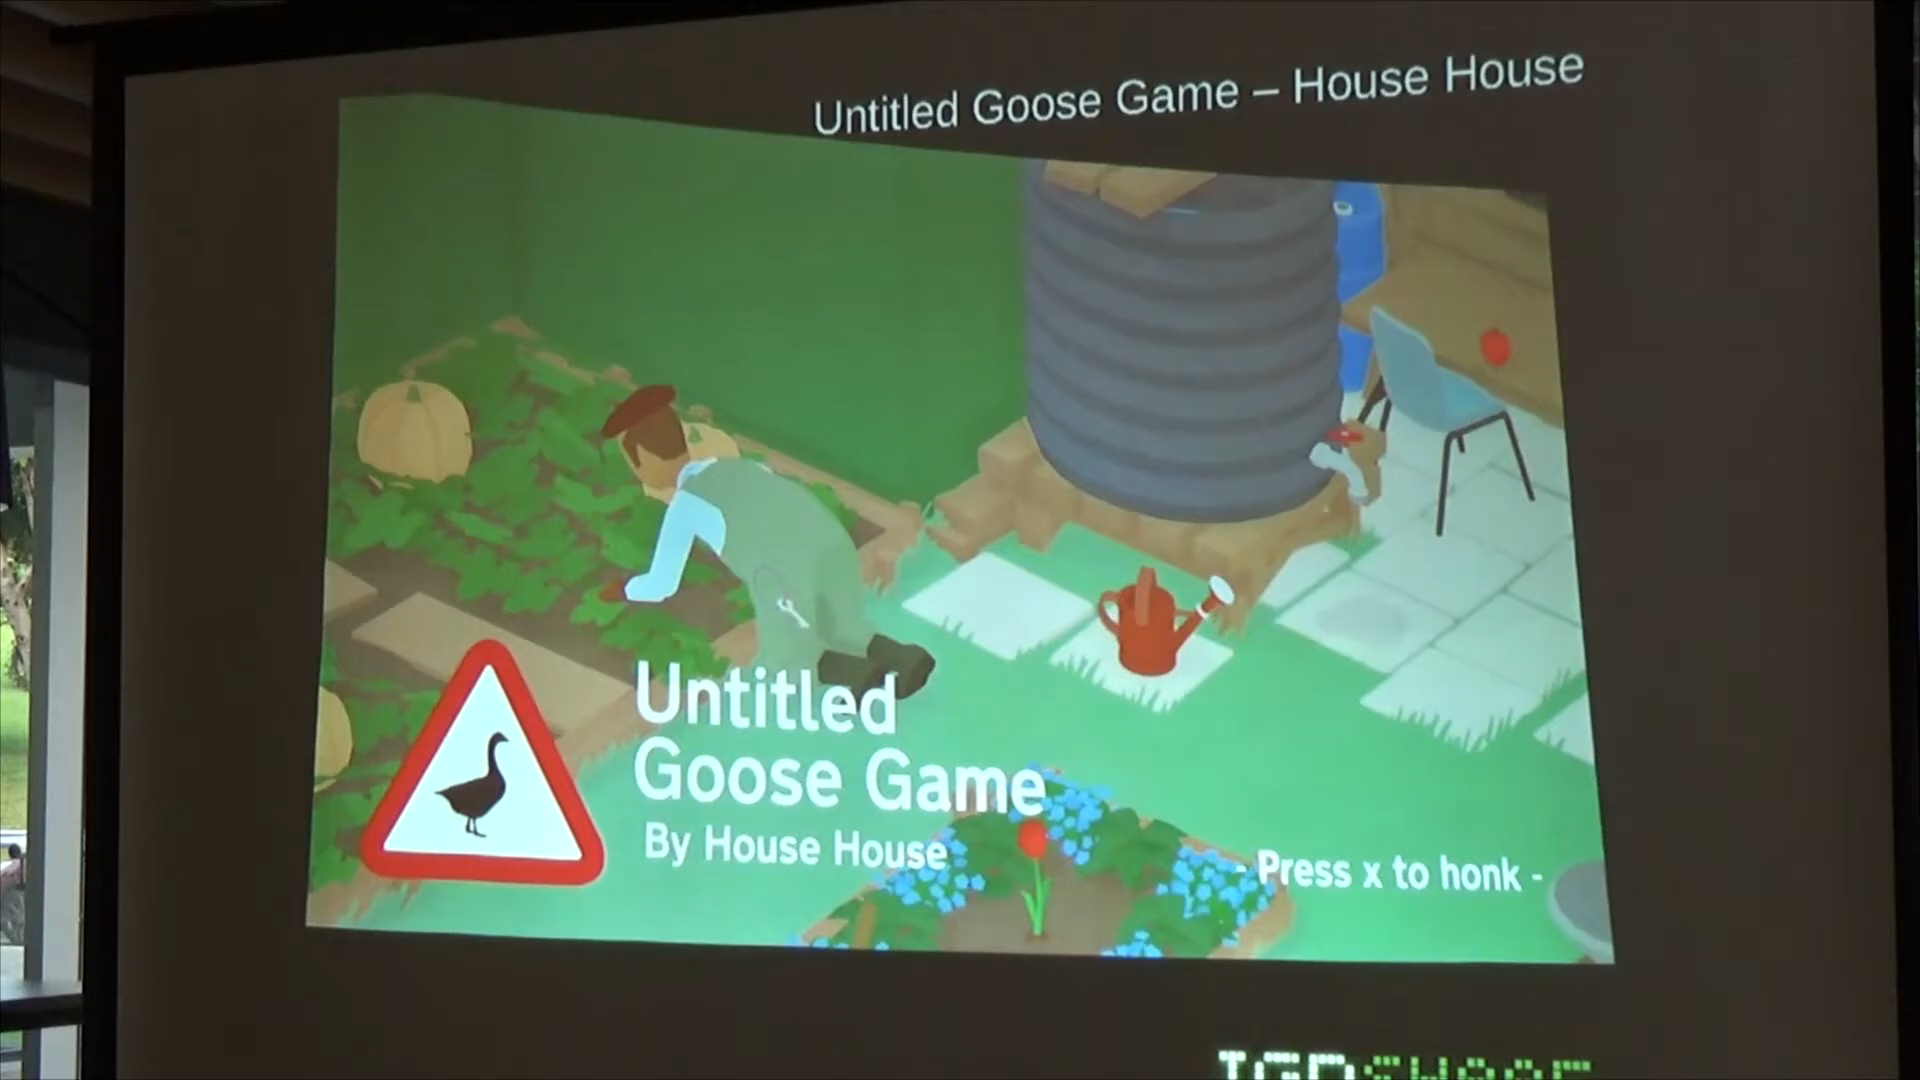 Untitled Goose Game – House House
Untitled
Goose Game
By House House
- Press x to honk -